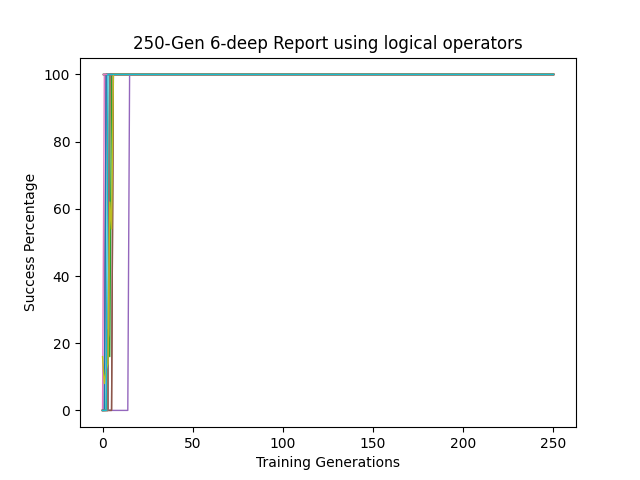 250-Gen 6-deep Report using logical operators
100
80
60
40
20
0
Success Percentage
0 50 100 150 200 250
Training Generations